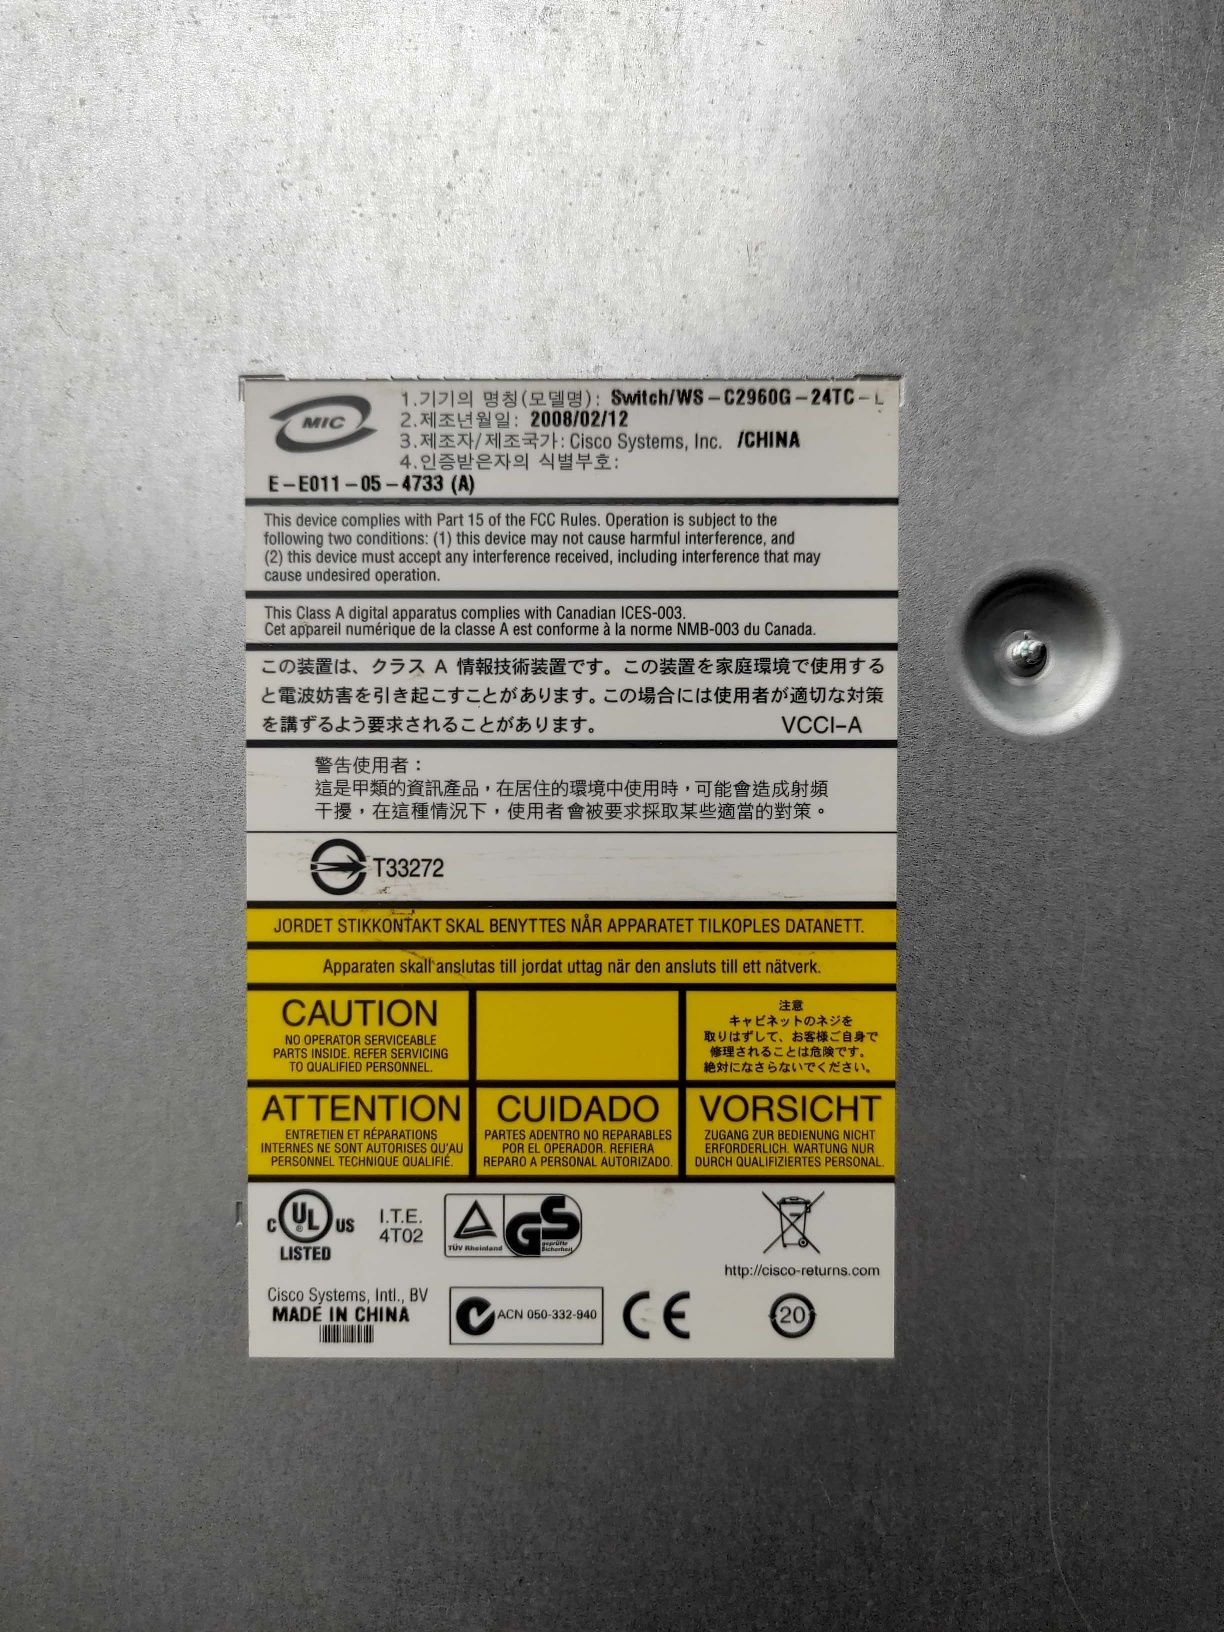 MIC
1.기기의 명칭(모델명): Switch/WS-C2960G-24TC-L
2.제조년월일: 2008/02/12
3.제조자/제조국가: Cisco Systems, Inc. /CHINA
4.인증받은자의 식별부호:
E-E011-05-4733 (A)
This device complies with Part 15 of the FCC Rules. Operation is subject to the
following two conditions: (1) this device may not cause harmful interference, and
(2) this device must accept any interference received, including interference that may
cause undesired operation.
This Class A digital apparatus complies with Canadian ICES-003.
Cet appareil numérique de la classe A est conforme à la norme NMB-003 du Canada.
この装置は、クラス A 情報技術装置です。この装置を家庭環境で使用する
と電波妨害を引き起こすことがあります。この場合には使用者が適切な対策
を講ずるよう要求されることがあります。 VCCI-A
警告使用者：
這是甲類的資訊產品，在居住的環境中使用時，可能會造成射頻
干擾，在這種情況下，使用者會被要求採取某些適當的對策。
T33272
JORDET STIKKONTAKT SKAL BENYTTES NÅR APPARATET TILKOPLES DATANETT.
Apparaten skall anslutas till jordat uttag när den ansluts till ett nätverk.
CAUTION
NO OPERATOR SERVICEABLE
PARTS INSIDE. REFER SERVICING
TO QUALIFIED PERSONNEL.
注意
キャビネットのネジを
取りはずして、お客様ご自身で
修理されることは危険です。
絶対になさらないでください。
ATTENTION
ENTRETIEN ET RÉPARATIONS
INTERNES NE SONT AUTORISES QU'AU
PERSONNEL TECHNIQUE QUALIFIÉ.
CUIDADO
PARTES ADENTRO NO REPARABLES
POR EL OPERADOR. REFIERA
REPARO A PERSONAL AUTORIZADO.
VORSICHT
ZUGANG ZUR BEDIENUNG NICHT
ERFORDERLICH. WARTUNG NUR
DURCH QUALIFIZIERTES PERSONAL.
C UL ® US
LISTED
I.T.E.
4T02
TÜV Rheinland
GS
geprüfte
Sicherheit
http://cisco-returns.com
Cisco Systems, Intl., BV
MADE IN CHINA
ACN 050-332-940
CE
20